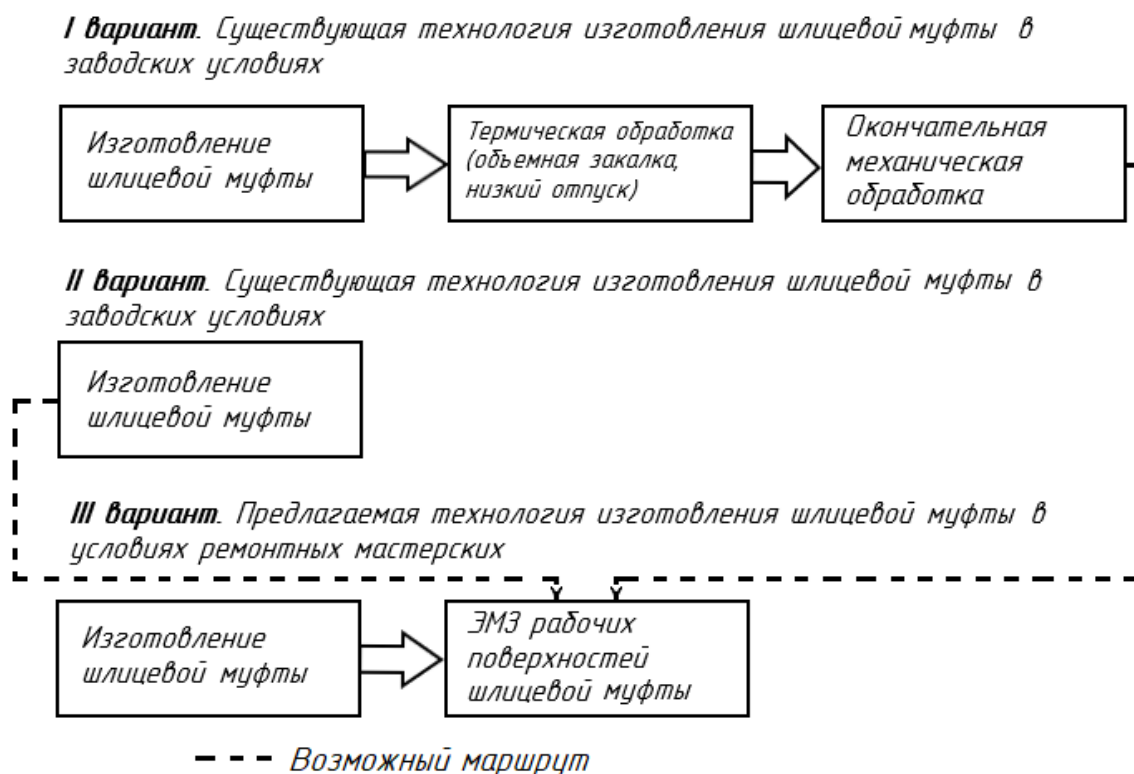 I вариант. Существующая технология изготовления шлицевой муфты в
заводских условиях
Изготовление
шлицевой муфты
Термическая обработка
(объемная закалка,
низкий отпуск)
Окончательная
механическая
обработка
II вариант. Существующая технология изготовления шлицевой муфты в
заводских условиях
Изготовление
шлицевой муфты
III вариант. Предлагаемая технология изготовления шлицевой муфты в
условиях ремонтных мастерских
Изготовление
шлицевой муфты
ЭМЗ рабочих
поверхностей
шлицевой муфты
Возможный маршрут